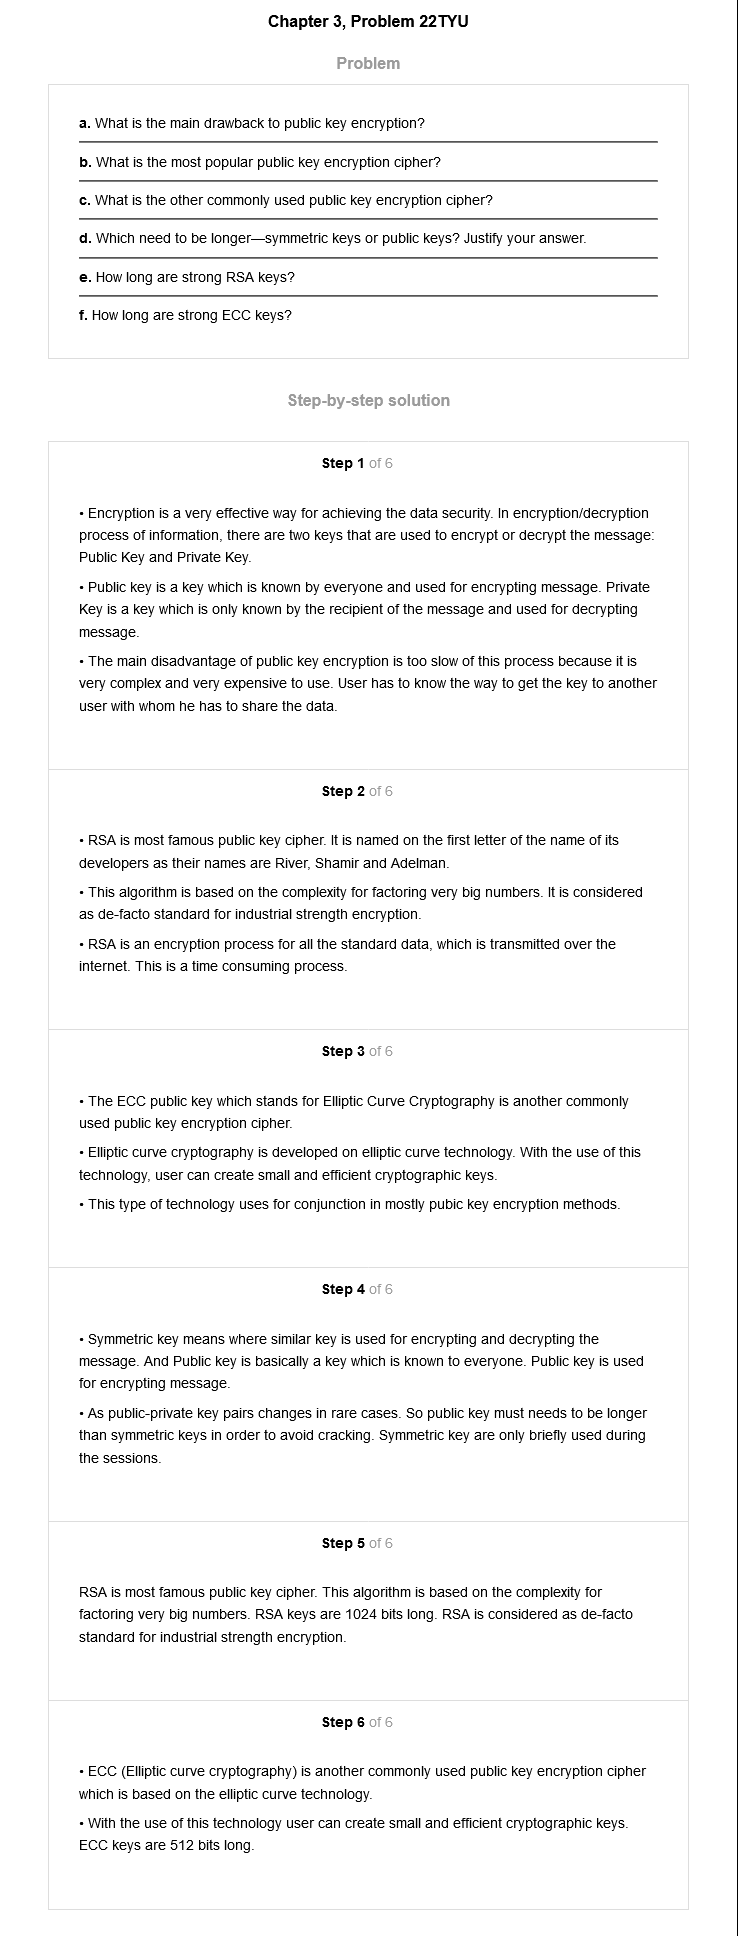 Chapter 3, Problem 22TYU
Problem
a. What is the main drawback to public key encryption?
b. What is the most popular public key encryption cipher?
c. What is the other commonly used public key encryption cipher?
d. Which need to be longer—symmetric keys or public keys? Justify your answer.
e. How long are strong RSA keys?
f. How long are strong ECC keys?
Step-by-step solution
Step 1 of 6
• Encryption is a very effective way for achieving the data security. In encryption/decryption
process of information, there are two keys that are used to encrypt or decrypt the message:
Public Key and Private Key.
• Public key is a key which is known by everyone and used for encrypting message. Private
Key is a key which is only known by the recipient of the message and used for decrypting
message.
• The main disadvantage of public key encryption is too slow of this process because it is
very complex and very expensive to use. User has to know the way to get the key to another
user with whom he has to share the data.
Step 2 of 6
• RSA is most famous public key cipher. It is named on the first letter of the name of its
developers as their names are River, Shamir and Adelman.
• This algorithm is based on the complexity for factoring very big numbers. It is considered
as de-facto standard for industrial strength encryption.
• RSA is an encryption process for all the standard data, which is transmitted over the
internet. This is a time consuming process.
Step 3 of 6
• The ECC public key which stands for Elliptic Curve Cryptography is another commonly
used public key encryption cipher.
• Elliptic curve cryptography is developed on elliptic curve technology. With the use of this
technology, user can create small and efficient cryptographic keys.
• This type of technology uses for conjunction in mostly pubic key encryption methods.
Step 4 of 6
• Symmetric key means where similar key is used for encrypting and decrypting the
message. And Public key is basically a key which is known to everyone. Public key is used
for encrypting message.
• As public-private key pairs changes in rare cases. So public key must needs to be longer
than symmetric keys in order to avoid cracking. Symmetric key are only briefly used during
the sessions.
Step 5 of 6
RSA is most famous public key cipher. This algorithm is based on the complexity for
factoring very big numbers. RSA keys are 1024 bits long. RSA is considered as de-facto
standard for industrial strength encryption.
Step 6 of 6
• ECC (Elliptic curve cryptography) is another commonly used public key encryption cipher
which is based on the elliptic curve technology.
• With the use of this technology user can create small and efficient cryptographic keys.
ECC keys are 512 bits long.